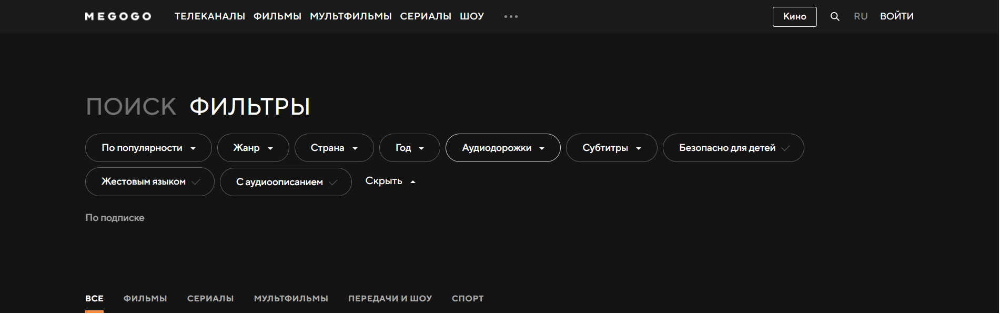 MEGOGO ТЕЛЕКАНАЛЫ ФИЛЬМЫ МУЛЬТФИЛЬМЫ СЕРИАЛЫ ШОУ ••• Кино RU ВОЙТИ
ПОИСК ФИЛЬТРЫ
По популярности Жанр Страна Год Аудиодорожки Субтитры Безопасно для детей
Жестовым языком С аудиоописанием Скрыть
По подписке
ВСЕ ФИЛЬМЫ СЕРИАЛЫ МУЛЬТФИЛЬМЫ ПЕРЕДАЧИ И ШОУ СПОРТ